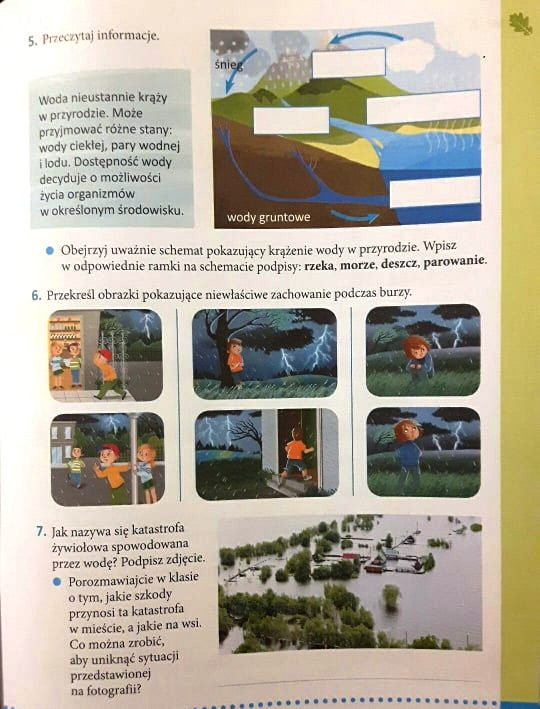 5. Przeczytaj informacje.
Woda nieustannie krąży
w przyrodzie. Może
przyjmować różne stany:
wody ciekłej, pary wodnej
i lodu. Dostępność wody
decyduje o możliwości
życia organizmów
w określonym środowisku.
śnieg
wody gruntowe
Obejrzyj uważnie schemat pokazujący krążenie wody w przyrodzie. Wpisz
w odpowiednie ramki na schemacie podpisy: rzeka, morze, deszcz, parowanie.
6. Przekreśl obrazki pokazujące niewłaściwe zachowanie podczas burzy.
7. Jak nazywa się katastrofa
żywiołowa spowodowana
przez wodę? Podpisz zdjęcie.
Porozmawiajcie w klasie
o tym, jakie szkody
przynosi ta katastrofa
w mieście, a jakie na wsi.
Co można zrobić,
aby uniknąć sytuacji
przedstawionej
na fotografii?